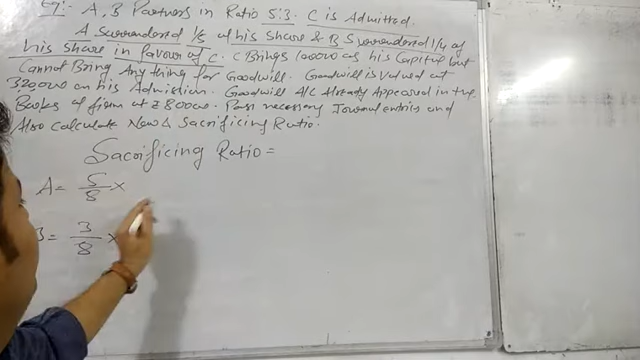 Eg:- A, B Partners in Ratio 5:3. C is Admitted.
A surrendered 1/5 of his share & B Surrendered 1/4 of
his share in favour of C. C Brings 100000 as his Capital but
Cannot Bring Any thing for Goodwill. Goodwill is Valued at
320000 on his Admission. Goodwill A/c Already Appeared in the
Books of firm at ₹ 80000. Pass necessary Journal entries and
Also Calculate New & Sacrificing Ratio.
Sacrificing Ratio =
A = 5/8 ×
B = 3/8 ×